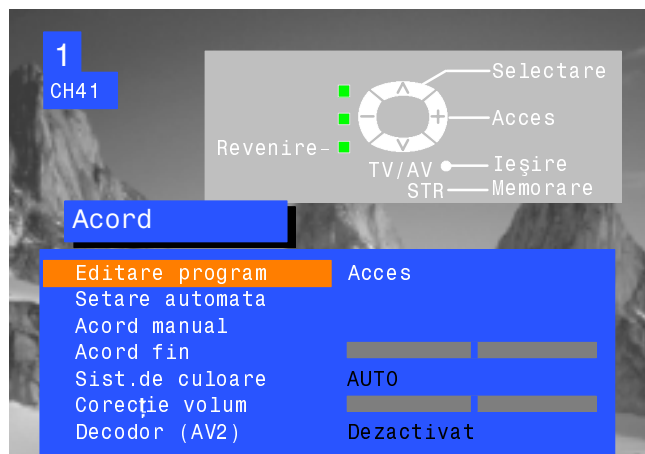 1
CH41
Selectare
Acces
Revenire-
TV/AV
Ieşire
STR
Memorare
Acord
Editare program Acces
Setare automata
Acord manual
Acord fin
Sist.de culoare AUTO
Corecţie volum
Decodor (AV2) Dezactivat